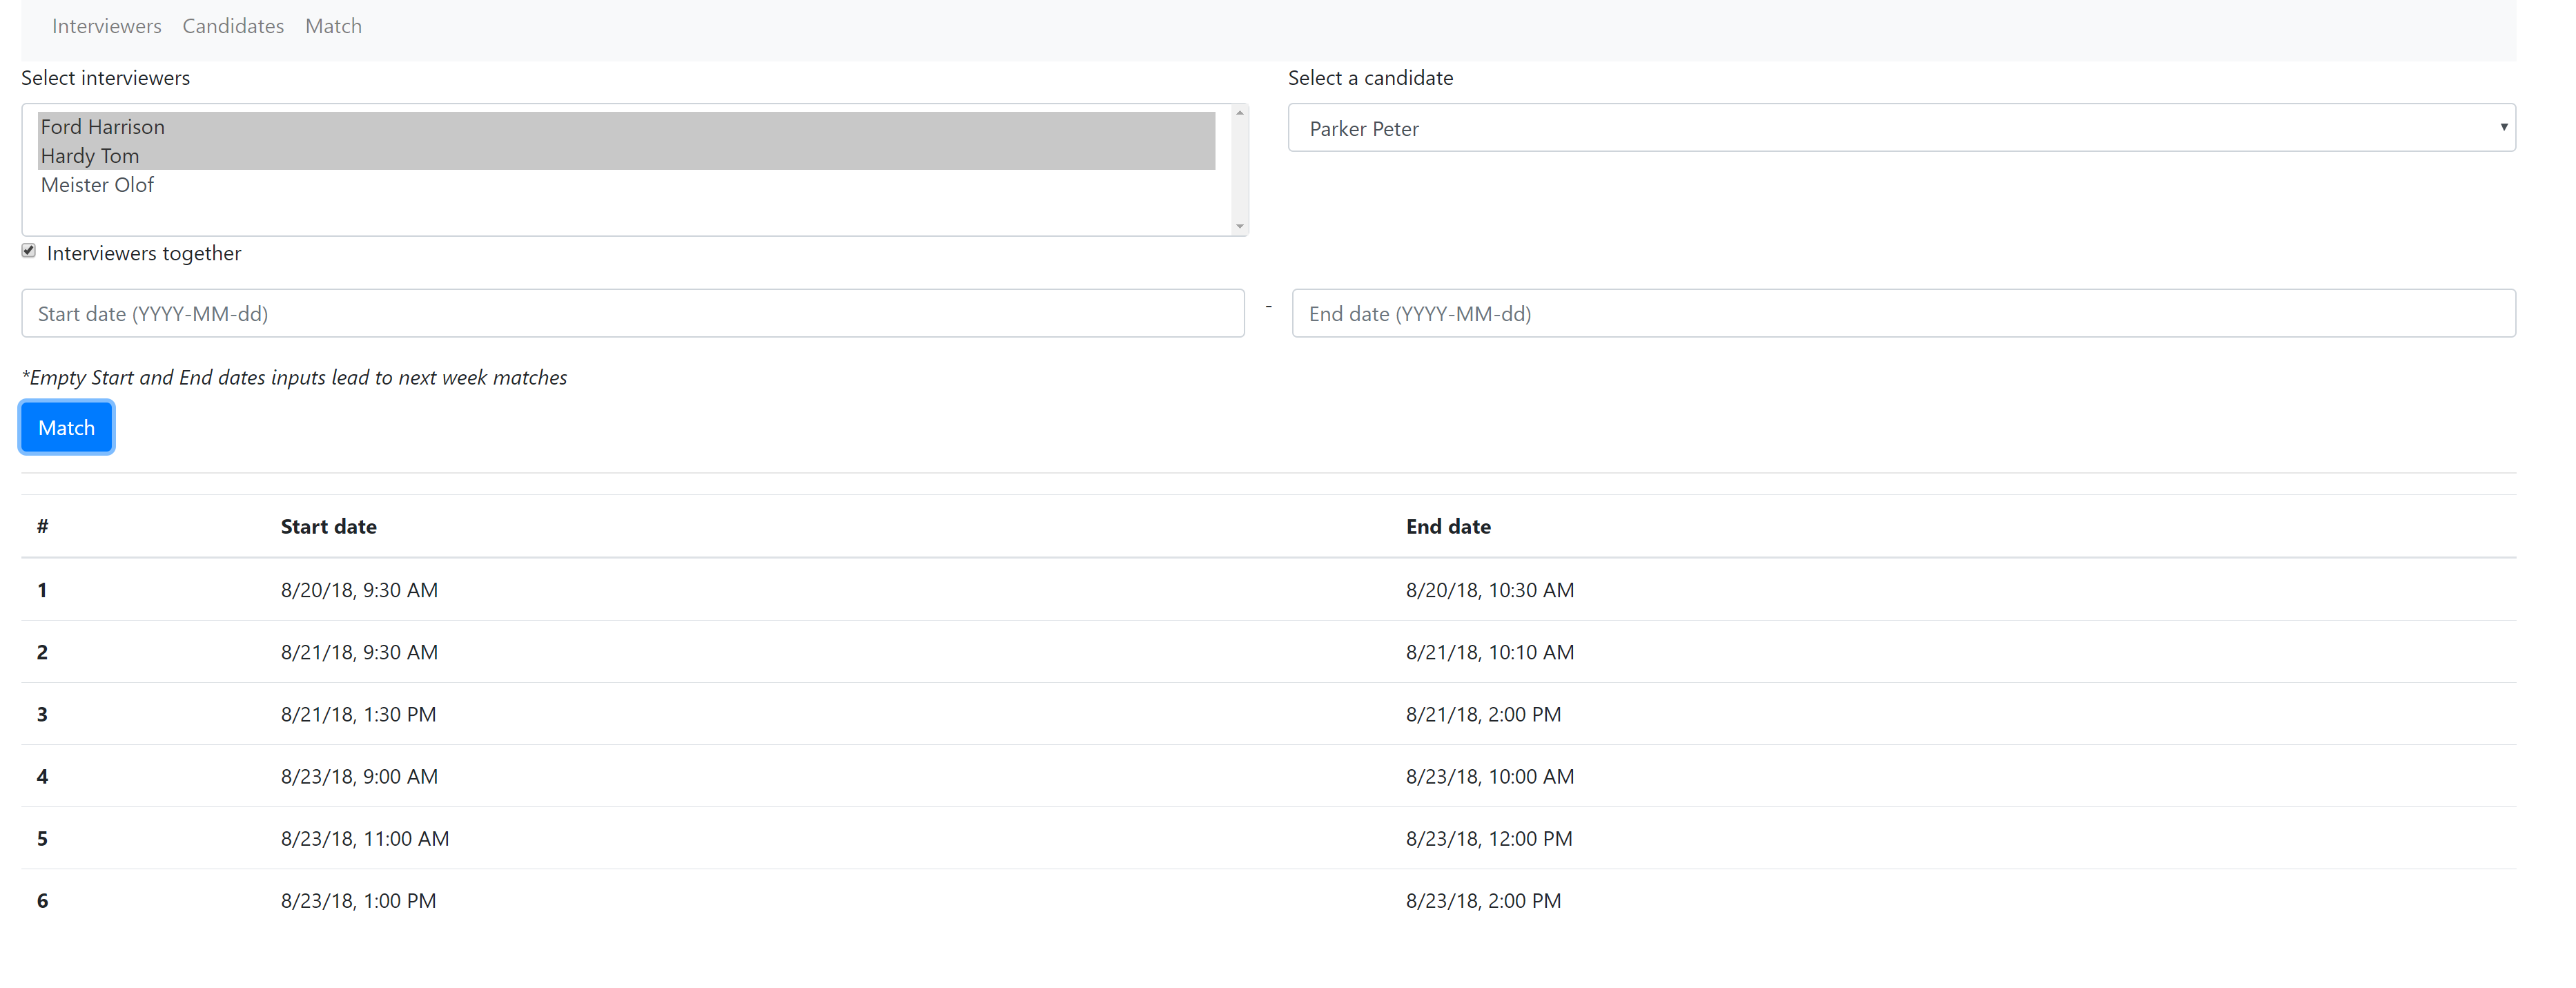 Interviewers Candidates Match
Select interviewers
Select a candidate
Ford Harrison
Hardy Tom
Meister Olof
Parker Peter
Interviewers together
Start date (YYYY-MM-dd) - End date (YYYY-MM-dd)
*Empty Start and End dates inputs lead to next week matches
Match
# Start date End date
1 8/20/18, 9:30 AM 8/20/18, 10:30 AM
2 8/21/18, 9:30 AM 8/21/18, 10:10 AM
3 8/21/18, 1:30 PM 8/21/18, 2:00 PM
4 8/23/18, 9:00 AM 8/23/18, 10:00 AM
5 8/23/18, 11:00 AM 8/23/18, 12:00 PM
6 8/23/18, 1:00 PM 8/23/18, 2:00 PM